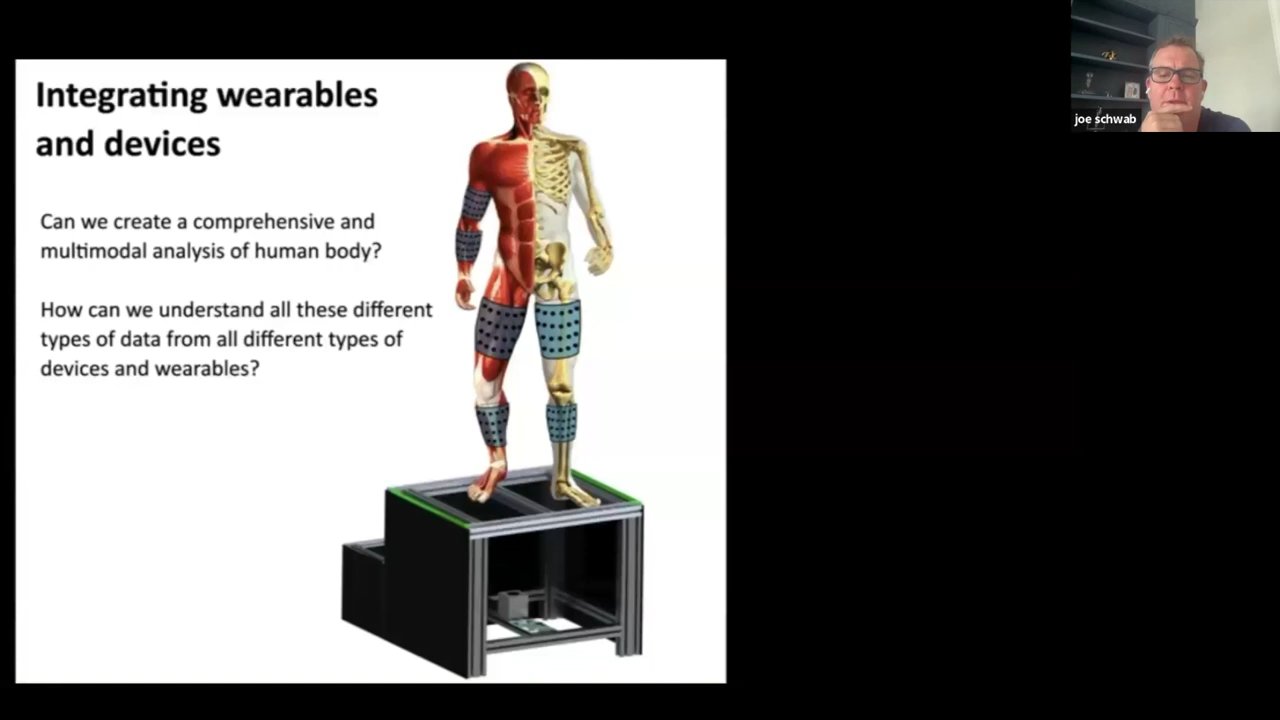 Integrating wearables
and devices
Can we create a comprehensive and
multimodal analysis of human body?
How can we understand all these different
types of data from all different types of
devices and wearables?
joe schwab